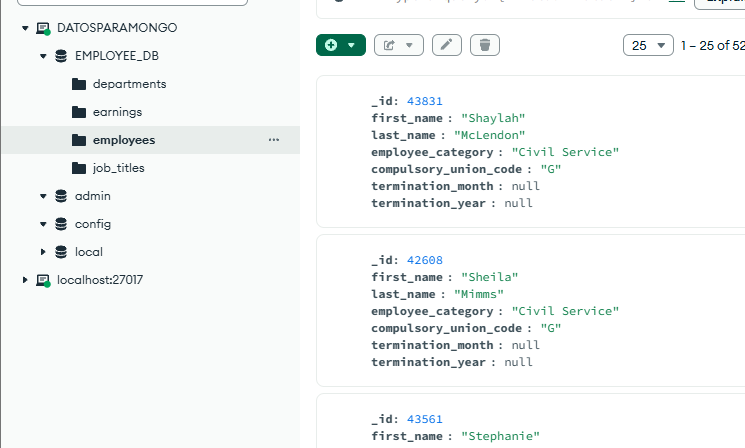 DATOSPARAMONGO
EMPLOYEE_DB
departments
earnings
employees
job_titles
admin
config
local
localhost:27017
25
1 – 25 of 52
_id: 43831
first_name : "Shaylah"
last_name : "McLendon"
employee_category : "Civil Service"
compulsory_union_code : "G"
termination_month : null
termination_year : null
_id: 42608
first_name : "Sheila"
last_name : "Mimms"
employee_category : "Civil Service"
compulsory_union_code : "G"
termination_month : null
termination_year : null
_id: 43561
first_name : "Stephanie"